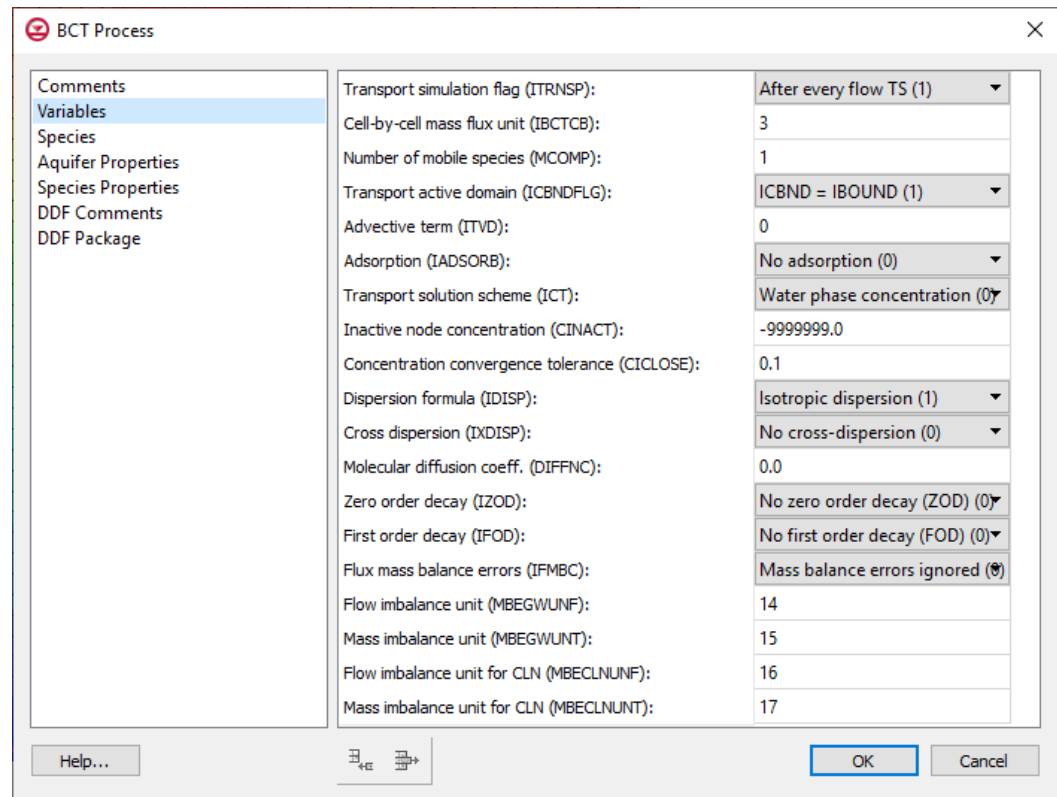 BCT Process
Comments
Variables
Species
Aquifer Properties
Species Properties
DDF Comments
DDF Package
Transport simulation flag (ITRNSP): After every flow TS (1)
Cell-by-cell mass flux unit (IBCTCB): 3
Number of mobile species (MCOMP): 1
Transport active domain (ICBNDFLG): ICBND = IBOUND (1)
Advective term (ITVD): 0
Adsorption (IADSORB): No adsorption (0)
Transport solution scheme (ICT): Water phase concentration (0)
Inactive node concentration (CINACT): -9999999.0
Concentration convergence tolerance (CICLOSE): 0.1
Dispersion formula (IDISP): Isotropic dispersion (1)
Cross dispersion (IXDISP): No cross-dispersion (0)
Molecular diffusion coeff. (DIFFNC): 0.0
Zero order decay (IZOD): No zero order decay (ZOD) (0)
First order decay (IFOD): No first order decay (FOD) (0)
Flux mass balance errors (IFMBC): Mass balance errors ignored (0)
Flow imbalance unit (MBEGWUNF): 14
Mass imbalance unit (MBEGWUNT): 15
Flow imbalance unit for CLN (MBECLNUNF): 16
Mass imbalance unit for CLN (MBECLNUNT): 17
Help... OK Cancel